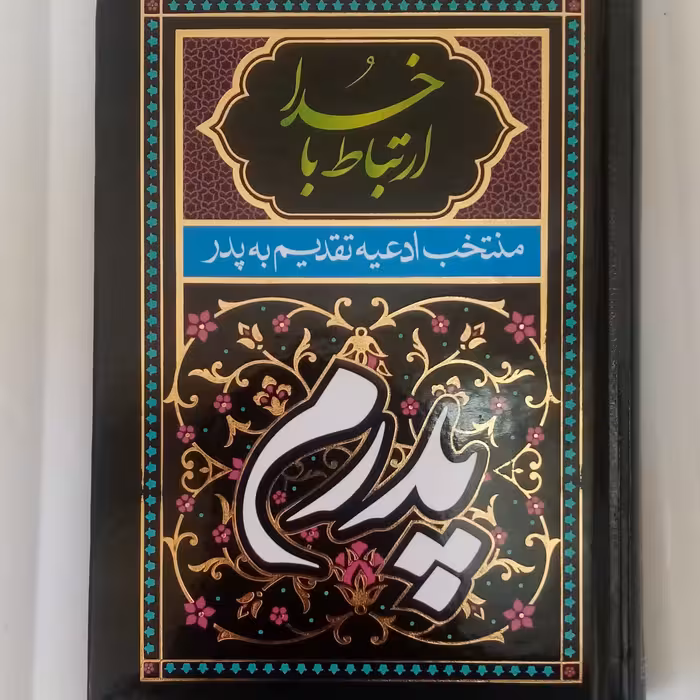 ارتباط با
خدا
منتخب ادعیه تقدیم به پدر
پدرم